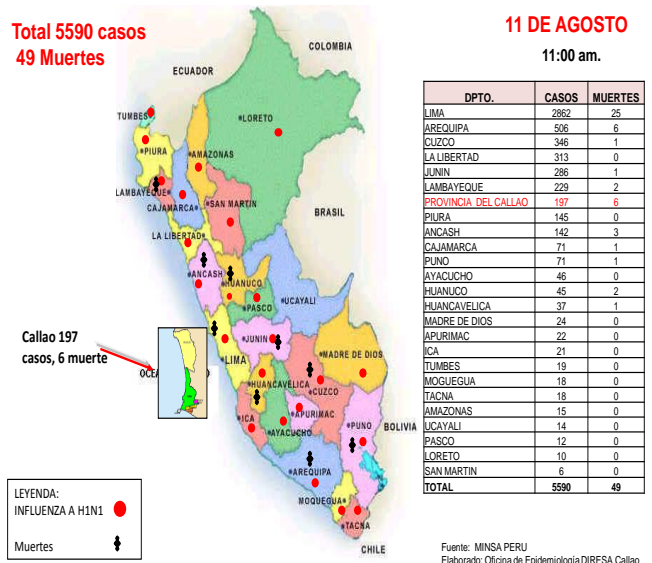 Total 5590 casos
49 Muertes
11 DE AGOSTO
11:00 am.
COLOMBIA
ECUADOR
TUMBES
LORETO
PIURA
AMAZONAS
LAMBAYEQUE
CAJAMARCA
SAN MARTIN
BRASIL
LA LIBERTAD
ANCASH
HUANUCO
UCAYALI
PASCO
JUNIN
LIMA
MADRE DE DIOS
HUANCAVELICA
CUZCO
ICA
APURIMAC
AYACUCHO
PUNO
BOLIVIA
AREQUIPA
MOQUEGUA
TACNA
CHILE
Callao 197
casos, 6 muerte
LEYENDA:
INFLUENZA A H1N1
Muertes
DPTO. CASOS MUERTES
LIMA 2862 25
AREQUIPA 506 6
CUZCO 346 1
LA LIBERTAD 313 0
JUNIN 286 1
LAMBAYEQUE 229 2
PROVINCIA DEL CALLAO 197 6
PIURA 145 0
ANCASH 142 3
CAJAMARCA 71 1
PUNO 71 1
AYACUCHO 46 0
HUANUCO 45 2
HUANCAVELICA 37 1
MADRE DE DIOS 24 0
APURIMAC 22 0
ICA 21 0
TUMBES 19 0
MOGUEGUA 18 0
TACNA 18 0
AMAZONAS 15 0
UCAYALI 14 0
PASCO 12 0
LORETO 10 0
SAN MARTIN 6 0
TOTAL 5590 49
Fuente: MINSA PERU
Elaborado: Oficina de Epidemiología DIRESA Callao